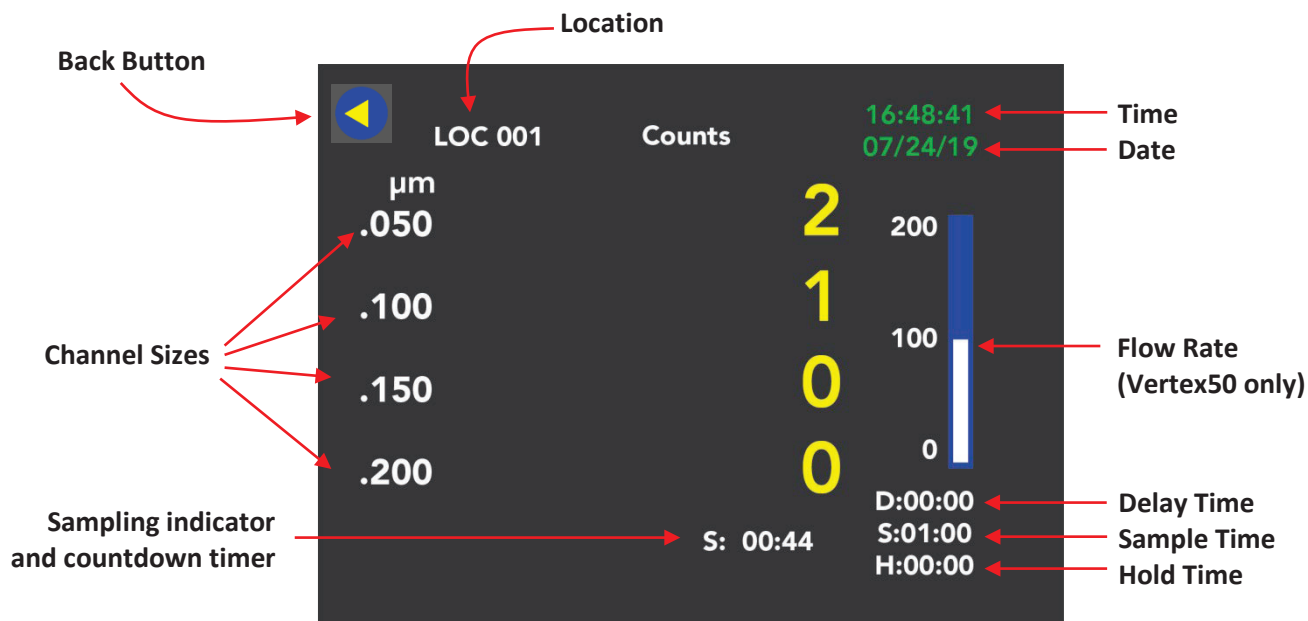 Location
Back Button
16:48:41
Time
LOC 001
Counts
07/24/19
Date
µm
.050
2
200
.100
1
100
Channel Sizes
Flow Rate
(Vertex50 only)
.150
0
0
.200
0
D:00:00
Delay Time
Sampling indicator
and countdown timer
S: 00:44
S:01:00
Sample Time
H:00:00
Hold Time